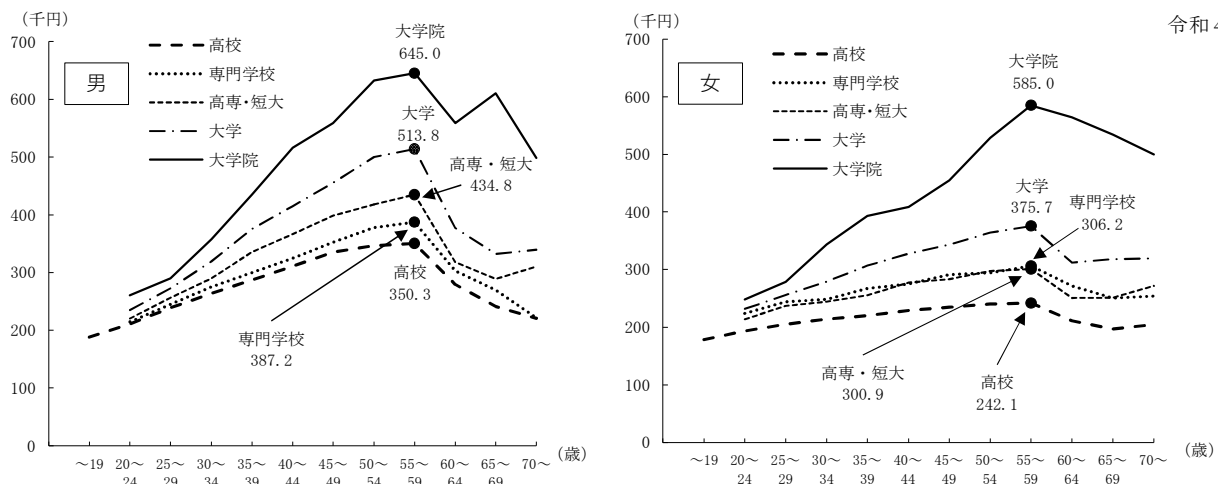 (千円)
700
600
500
400
300
200
100
0
男
高校
専門学校
高専・短大
大学
大学院
大学院
645.0
大学
513.8
高専・短大
434.8
高校
350.3
専門学校
387.2
～19 20～ 25～ 30～ 35～ 40～ 45～ 50～ 55～ 60～ 65～ 70～ (歳)
24 29 34 39 44 49 54 59 64 69
(千円)
令和
700
600
500
400
300
200
100
0
女
高校
専門学校
高専・短大
大学
大学院
大学院
585.0
大学
375.7
専門学校
306.2
高専・短大
300.9
高校
242.1
～19 20～ 25～ 30～ 35～ 40～ 45～ 50～ 55～ 60～ 65～ 70～ (歳)
24 29 34 39 44 49 54 59 64 69